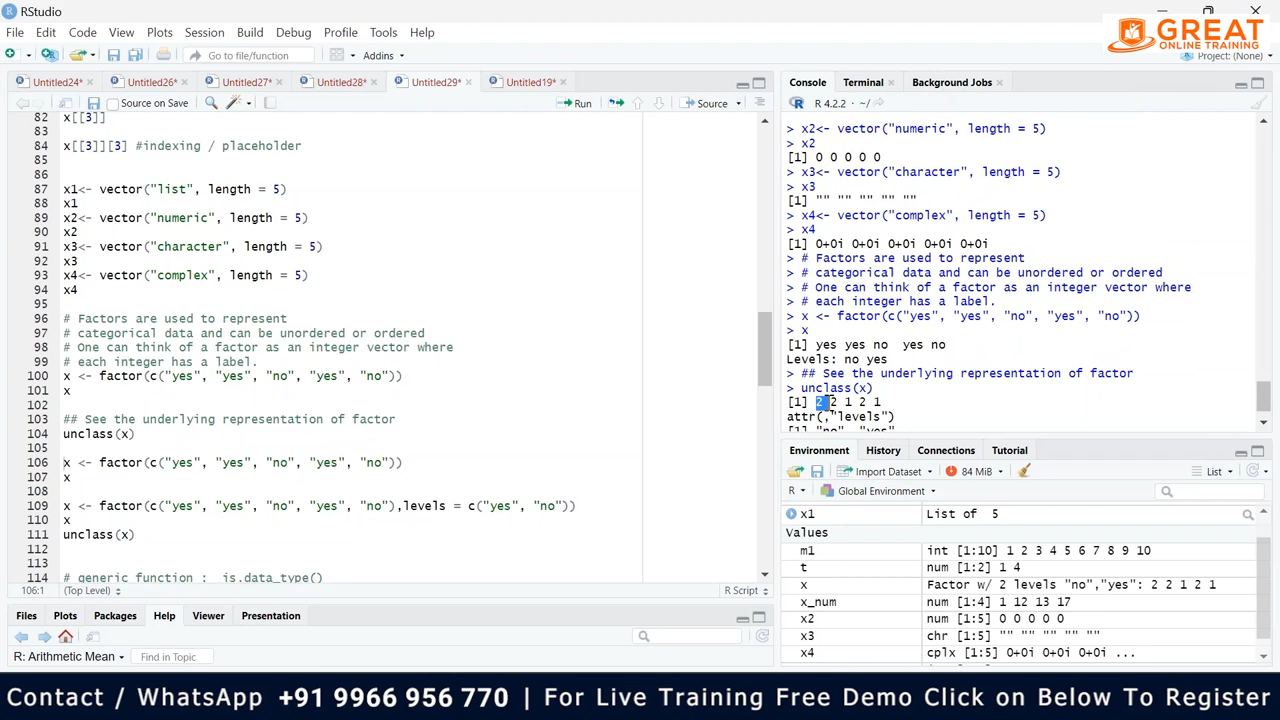 RStudio
File Edit Code View Plots Session Build Debug Profile Tools Help
GREAT
ONLINE TRAINING
Go to file/function
Addins
Project: (None)
Untitled24*
Untitled26*
Untitled27*
Untitled28*
Untitled29*
Untitled19*
Source on Save
Run
Source
82 x[[3]]
83
84 x[[3]][3] #indexing / placeholder
85
86
87 x1<- vector("list", length = 5)
88 x1
89 x2<- vector("numeric", length = 5)
90 x2
91 x3<- vector("character", length = 5)
92 x3
93 x4<- vector("complex", length = 5)
94 x4
95
96 # Factors are used to represent
97 # categorical data and can be unordered or ordered
98 # One can think of a factor as an integer vector where
99 # each integer has a label.
100 x <- factor(c("yes", "yes", "no", "yes", "no"))
101 x
102
103 ## See the underlying representation of factor
104 unclass(x)
105
106 x <- factor(c("yes", "yes", "no", "yes", "no"))
107 x
108
109 x <- factor(c("yes", "yes", "no", "yes", "no"),levels = c("yes", "no"))
110 x
111 unclass(x)
112
113
114 # generic function : is.data_type()
106:1 (Top Level) R Script
Files Plots Packages Help Viewer Presentation
R: Arithmetic Mean Find in Topic
Console Terminal Background Jobs
R 4.2.2 · ~/
> x2<- vector("numeric", length = 5)
> x2
[1] 0 0 0 0 0
> x3<- vector("character", length = 5)
> x3
[1] "" "" "" "" ""
> x4<- vector("complex", length = 5)
> x4
[1] 0+0i 0+0i 0+0i 0+0i 0+0i
> # Factors are used to represent
> # categorical data and can be unordered or ordered
> # One can think of a factor as an integer vector where
> # each integer has a label.
> x <- factor(c("yes", "yes", "no", "yes", "no"))
> x
[1] yes yes no  yes no
Levels: no yes
> ## See the underlying representation of factor
> unclass(x)
[1] 2 2 1 2 1
attr(,"levels")
[1] "no" "yes"
Environment History Connections Tutorial
Import Dataset 84 MiB List
R Global Environment
x1 List of 5
Values
m1 int [1:10] 1 2 3 4 5 6 7 8 9 10
t num [1:2] 1 4
x Factor w/ 2 levels "no","yes": 2 2 1 2 1
x_num num [1:4] 1 12 13 17
x2 num [1:5] 0 0 0 0 0
x3 chr [1:5] "" "" "" "" ""
x4 cplx [1:5] 0+0i 0+0i 0+0i ...
Contact / WhatsApp +91 9966 956 770 | For Live Training Free Demo Click on Below To Register